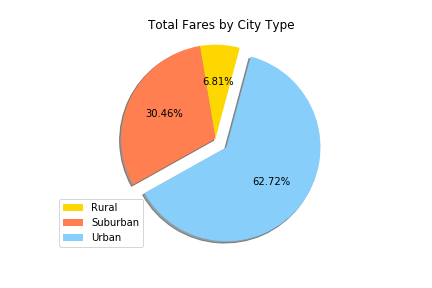 Total Fares by City Type
6.81%
30.46%
62.72%
Rural
Suburban
Urban